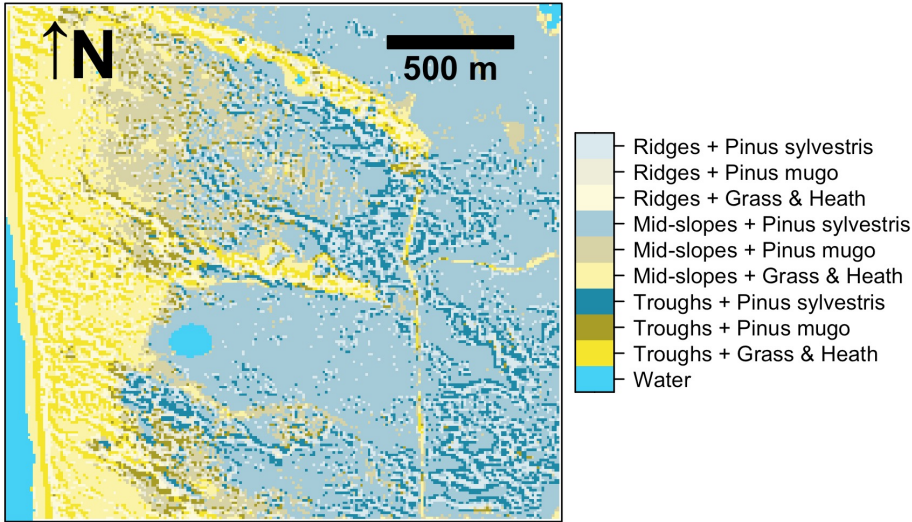 ↑N
500 m
Ridges + Pinus sylvestris
Ridges + Pinus mugo
Ridges + Grass & Heath
Mid-slopes + Pinus sylvestris
Mid-slopes + Pinus mugo
Mid-slopes + Grass & Heath
Troughs + Pinus sylvestris
Troughs + Pinus mugo
Troughs + Grass & Heath
Water